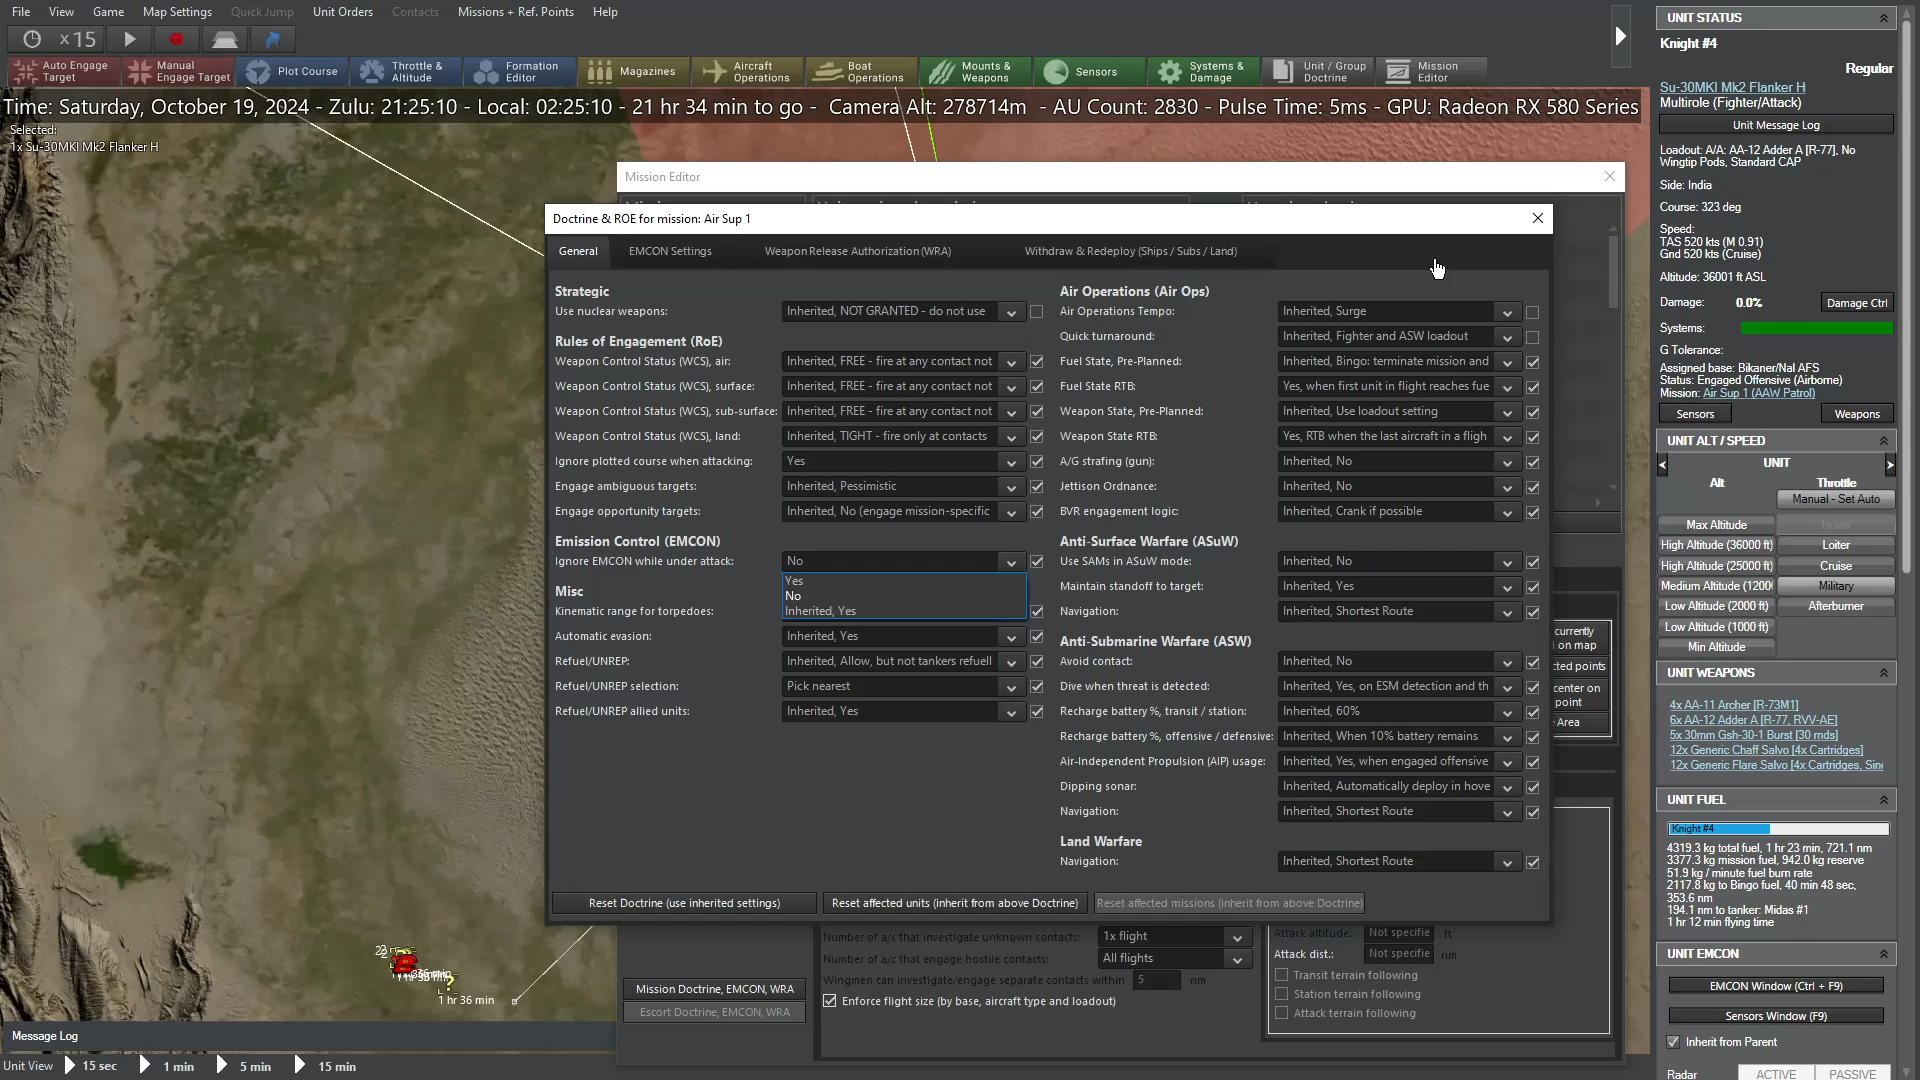 File View Game Map Settings Quick Jump Unit Orders Contacts Missions + Ref. Points Help
x 15
Auto Engage Target
Manual Engage Target
Plot Course
Throttle & Altitude
Formation Editor
Magazines
Aircraft Operations
Boat Operations
Mounts & Weapons
Sensors
Systems & Damage
Unit / Group Doctrine
Mission Editor
Time: Saturday, October 19, 2024 - Zulu: 21:25:10 - Local: 02:25:10 - 21 hr 34 min to go - Camera Alt: 278714m - AU Count: 2830 - Pulse Time: 5ms - GPU: Radeon RX 580 Series
Selected:
1x Su-30MKI Mk2 Flanker H
Mission Editor
Doctrine & ROE for mission: Air Sup 1
General EMCON Settings Weapon Release Authorization (WRA) Withdraw & Redeploy (Ships / Subs / Land)
Strategic
Use nuclear weapons: Inherited, NOT GRANTED - do not use
Rules of Engagement (RoE)
Weapon Control Status (WCS), air: Inherited, FREE - fire at any contact not
Weapon Control Status (WCS), surface: Inherited, FREE - fire at any contact not
Weapon Control Status (WCS), sub-surface: Inherited, FREE - fire at any contact not
Weapon Control Status (WCS), land: Inherited, TIGHT - fire only at contacts
Ignore plotted course when attacking: Yes
Engage ambiguous targets: Inherited, Pessimistic
Engage opportunity targets: Inherited, No (engage mission-specific
Emission Control (EMCON)
Ignore EMCON while under attack: No
Yes
No
Inherited, Yes
Misc
Kinematic range for torpedoes:
Automatic evasion: Inherited, Yes
Refuel/UNREP: Inherited, Allow, but not tankers refuell
Refuel/UNREP selection: Pick nearest
Refuel/UNREP allied units: Inherited, Yes
Air Operations (Air Ops)
Air Operations Tempo: Inherited, Surge
Quick turnaround: Inherited, Fighter and ASW loadout
Fuel State, Pre-Planned: Inherited, Bingo: terminate mission and
Fuel State RTB: Yes, when first unit in flight reaches fue
Weapon State, Pre-Planned: Inherited, Use loadout setting
Weapon State RTB: Yes, RTB when the last aircraft in a fligh
A/G strafing (gun): Inherited, No
Jettison Ordnance: Inherited, No
BVR engagement logic: Inherited, Crank if possible
Anti-Surface Warfare (ASuW)
Use SAMs in ASuW mode: Inherited, No
Maintain standoff to target: Inherited, Yes
Navigation: Inherited, Shortest Route
Anti-Submarine Warfare (ASW)
Avoid contact: Inherited, No
Dive when threat is detected: Inherited, Yes, on ESM detection and th
Recharge battery %, transit / station: Inherited, 60%
Recharge battery %, offensive / defensive: Inherited, When 10% battery remains
Air-Independent Propulsion (AIP) usage: Inherited, Yes, when engaged offensive
Dipping sonar: Inherited, Automatically deploy in hove
Navigation: Inherited, Shortest Route
Land Warfare
Navigation: Inherited, Shortest Route
Reset Doctrine (use inherited settings) Reset affected units (inherit from above Doctrine) Reset affected missions (inherit from above Doctrine)
currently
on map
cted points
center on
point
Area
Number of a/c that investigate unknown contacts: 1x flight
Number of a/c that engage hostile contacts: All flights
Wingmen can investigate/engage separate contacts within 5 nm
Enforce flight size (by base, aircraft type and loadout)
Attack altitude: Not specifie ft
Attack dist.: Not specifie nm
Transit terrain following
Station terrain following
Attack terrain following
Mission Doctrine, EMCON, WRA
Escort Doctrine, EMCON, WRA
1 hr 36 min
Message Log
Unit View 15 sec 1 min 5 min 15 min
UNIT STATUS
Knight #4
Regular
Su-30MKI Mk2 Flanker H
Multirole (Fighter/Attack)
Unit Message Log
Loadout: A/A: AA-12 Adder A [R-77], No
Wingtip Pods, Standard CAP
Side: India
Course: 323 deg
Speed:
TAS 520 kts (M 0.91)
Gnd 520 kts (Cruise)
Altitude: 36001 ft ASL
Damage: 0.0% Damage Ctrl
Systems:
G Tolerance:
Assigned base: Bikaner/Nal AFS
Status: Engaged Offensive (Airborne)
Mission: Air Sup 1 (AAW Patrol)
Sensors Weapons
UNIT ALT / SPEED
UNIT
Alt Throttle
Manual - Set Auto
Max Altitude Hover
High Altitude (36000 ft) Loiter
High Altitude (25000 ft) Cruise
Medium Altitude (1200 Military
Low Altitude (2000 ft) Afterburner
Low Altitude (1000 ft)
Min Altitude
UNIT WEAPONS
4x AA-11 Archer [R-73M1]
6x AA-12 Adder A [R-77, RVV-AE]
5x 30mm Gsh-30-1 Burst [30 rnds]
12x Generic Chaff Salvo [4x Cartridges]
12x Generic Flare Salvo [4x Cartridges, Sing
UNIT FUEL
Knight #4
4319.3 kg total fuel, 1 hr 23 min, 721.1 nm
3377.3 kg mission fuel, 942.0 kg reserve
51.9 kg / minute fuel burn rate
2117.8 kg to Bingo fuel, 40 min 48 sec,
353.6 nm
194.1 nm to tanker: Midas #1
1 hr 12 min flying time
UNIT EMCON
EMCON Window (Ctrl + F9)
Sensors Window (F9)
Inherit from Parent
Radar ACTIVE PASSIVE